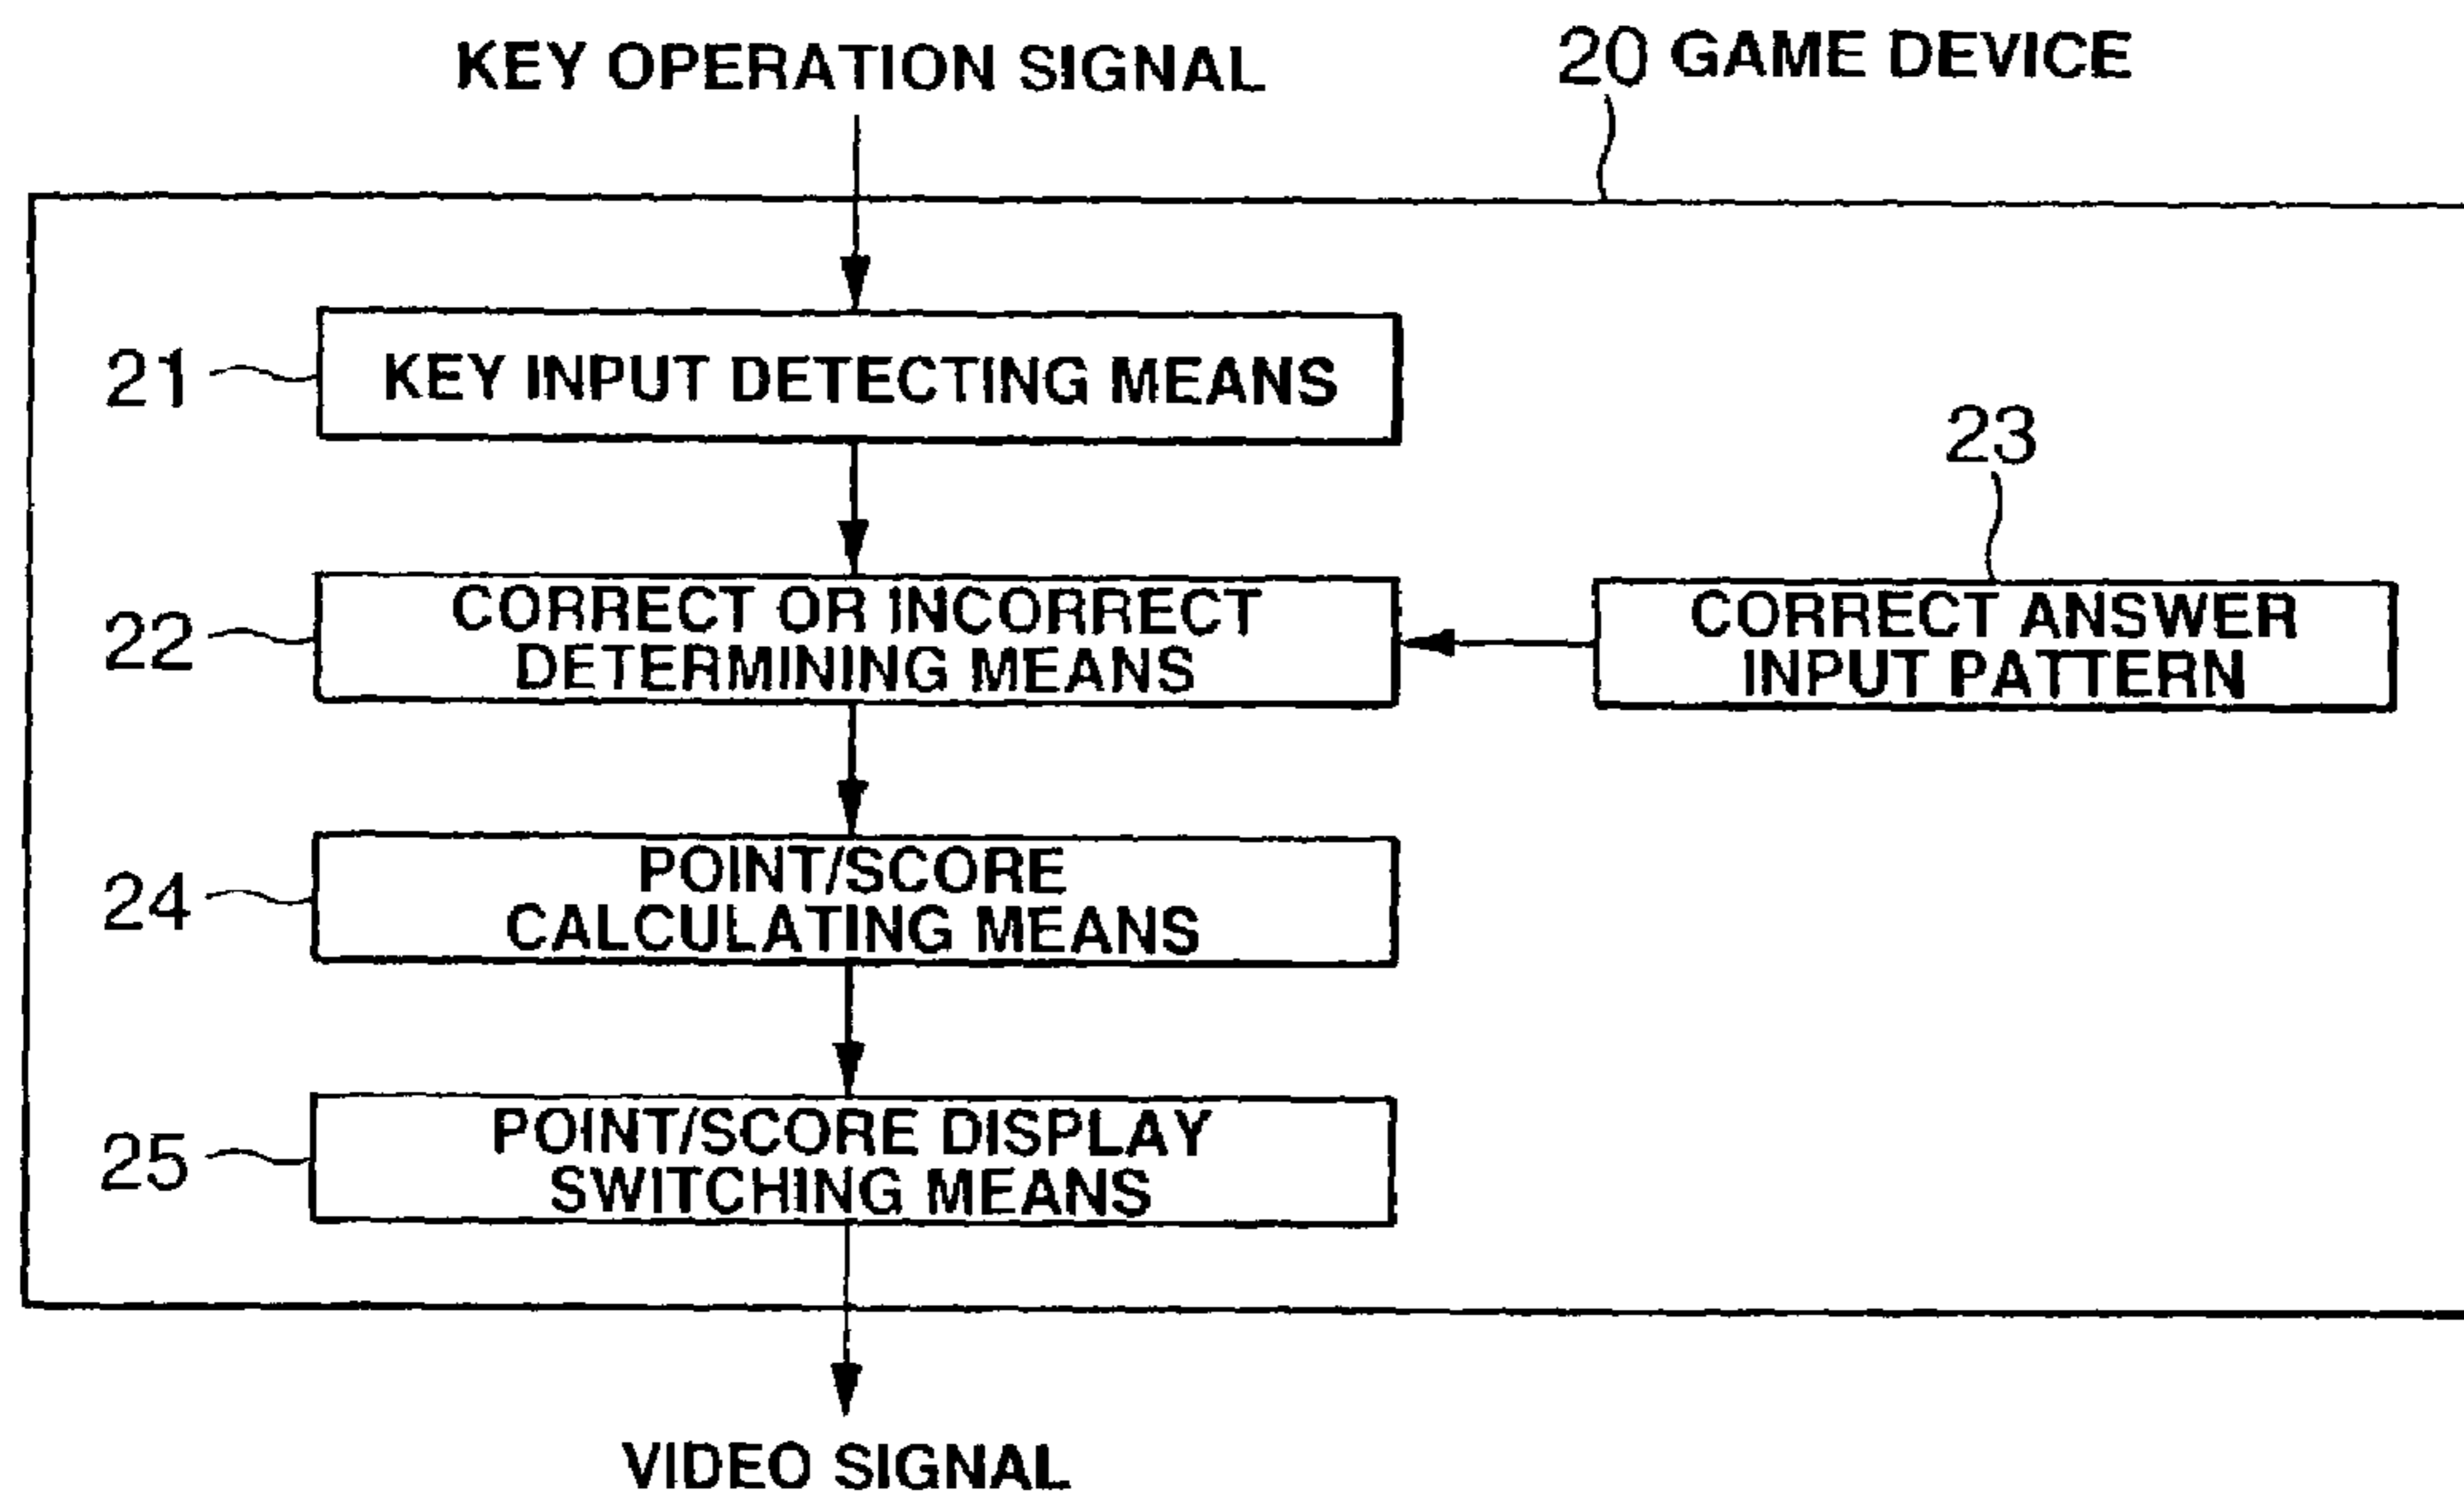 KEY OPERATION SIGNAL
20 GAME DEVICE
21
KEY INPUT DETECTING MEANS
23
22
CORRECT OR INCORRECT
DETERMINING MEANS
CORRECT ANSWER
INPUT PATTERN
24
POINT/SCORE
CALCULATING MEANS
25
POINT/SCORE DISPLAY
SWITCHING MEANS
VIDEO SIGNAL